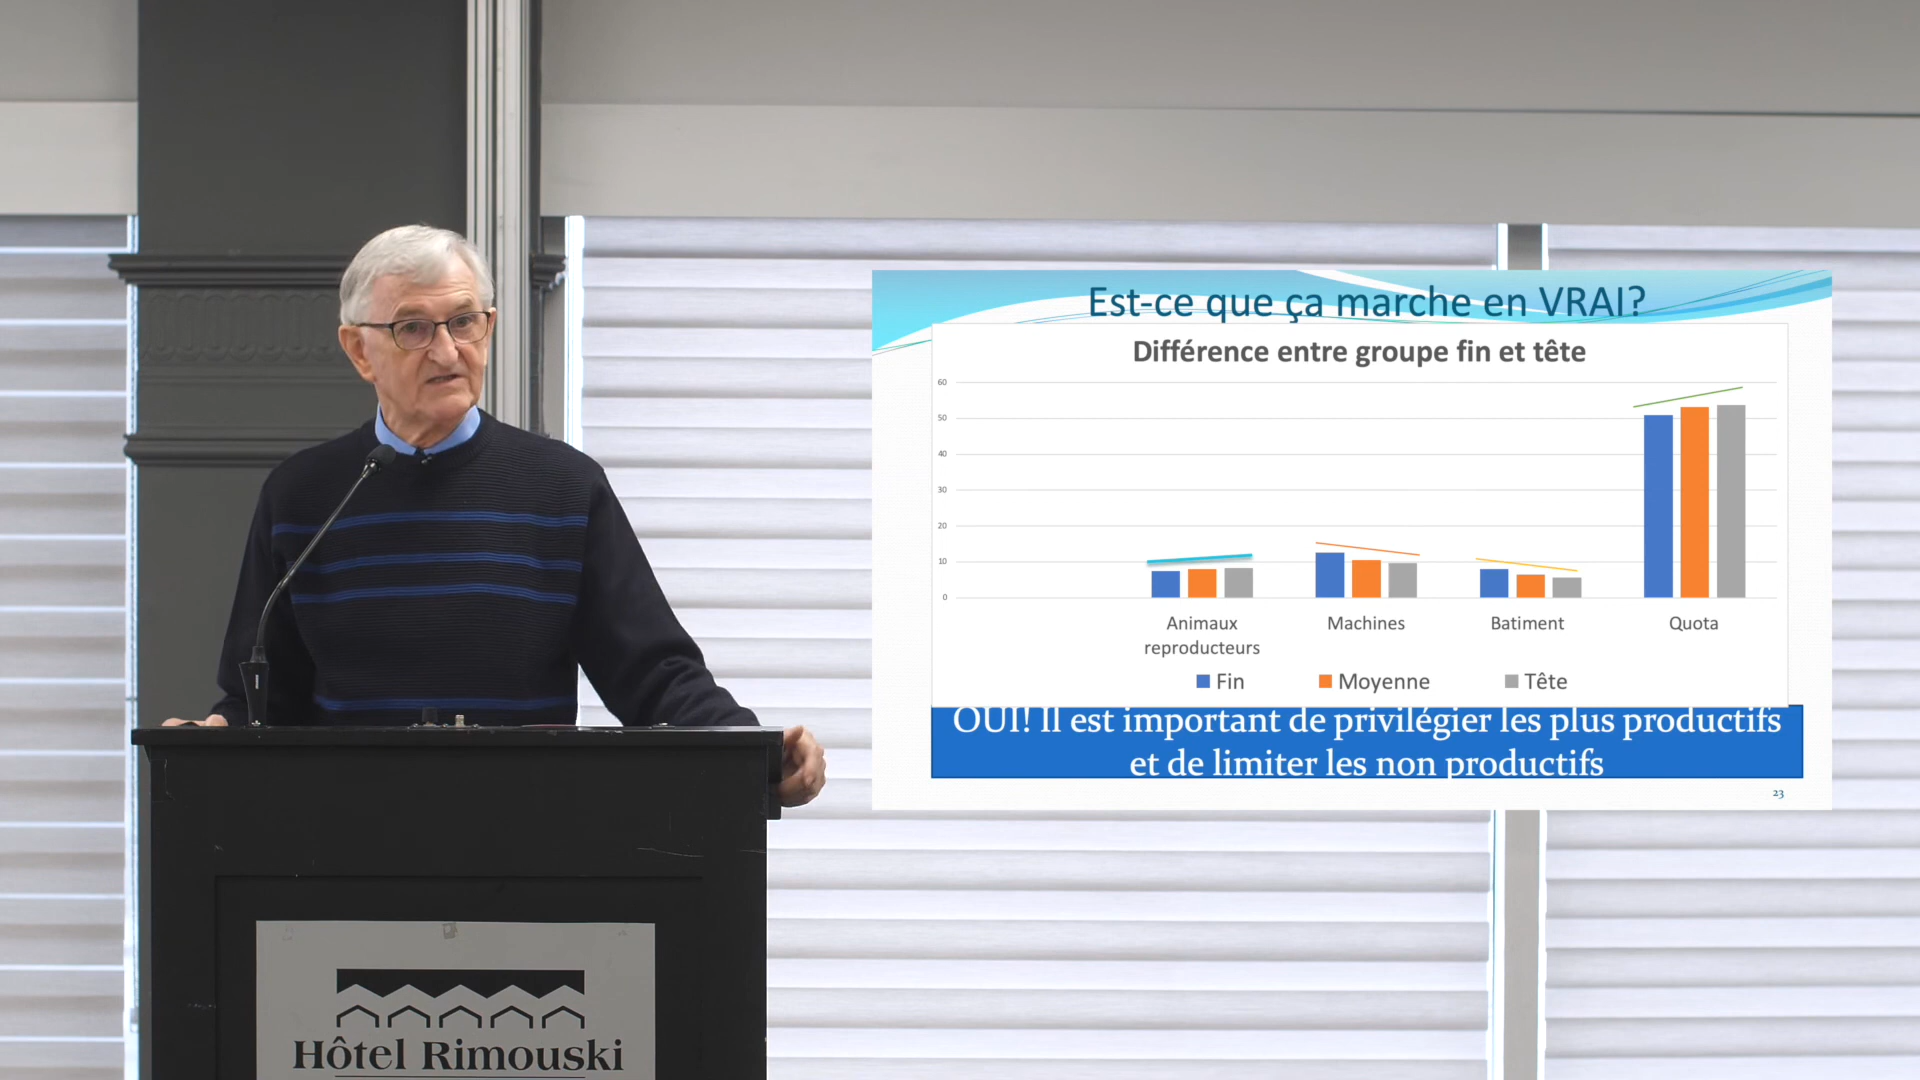 Est-ce que ça marche en VRAI?
Différence entre groupe fin et tête
60
50
40
30
20
10
0
Animaux
reproducteurs
Machines
Batiment
Quota
Fin
Moyenne
Tête
OUI! Il est important de privilégier les plus productifs
et de limiter les non productifs
23
Hôtel Rimouski